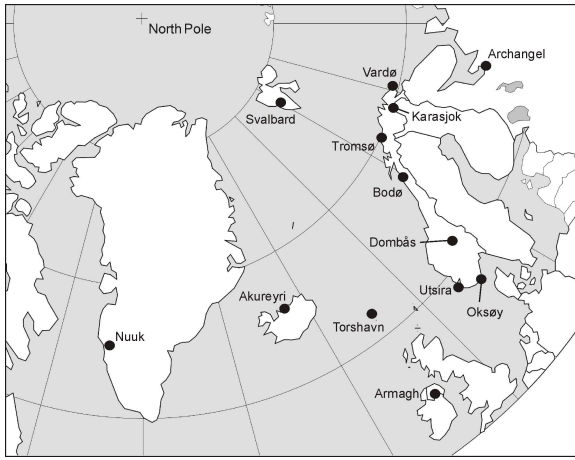 North Pole
Archangel
Vardø
Svalbard
Karasjok
Tromsø
Bodø
Dombås
Utsira
Oksøy
Akureyri
Torshavn
Nuuk
Armagh